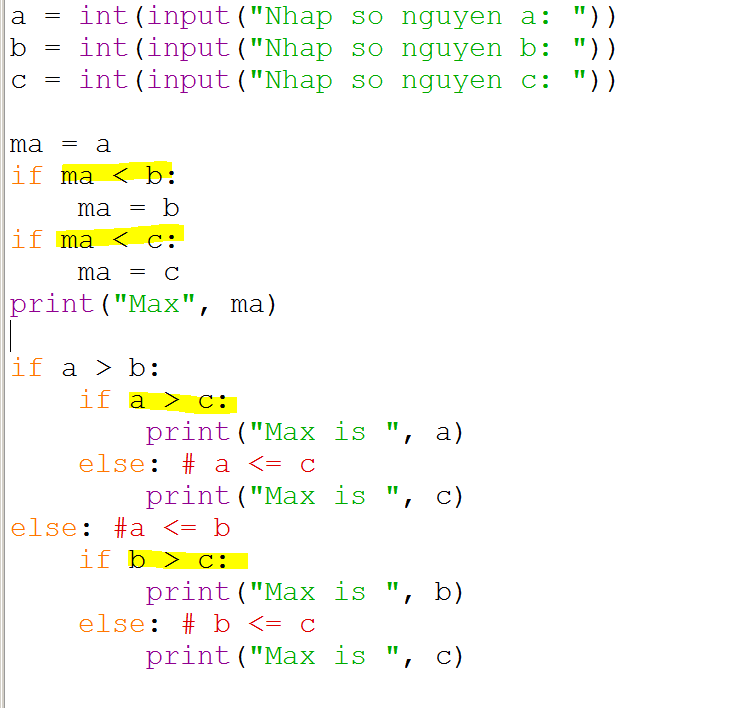 a = int(input("Nhap so nguyen a: "))
b = int(input("Nhap so nguyen b: "))
c = int(input("Nhap so nguyen c: "))
ma = a
if ma < b:
    ma = b
if ma < c:
    ma = c
print("Max", ma)
if a > b:
    if a > c:
        print("Max is ", a)
    else: # a <= c
        print("Max is ", c)
else: #a <= b
    if b > c:
        print("Max is ", b)
    else: # b <= c
        print("Max is ", c)